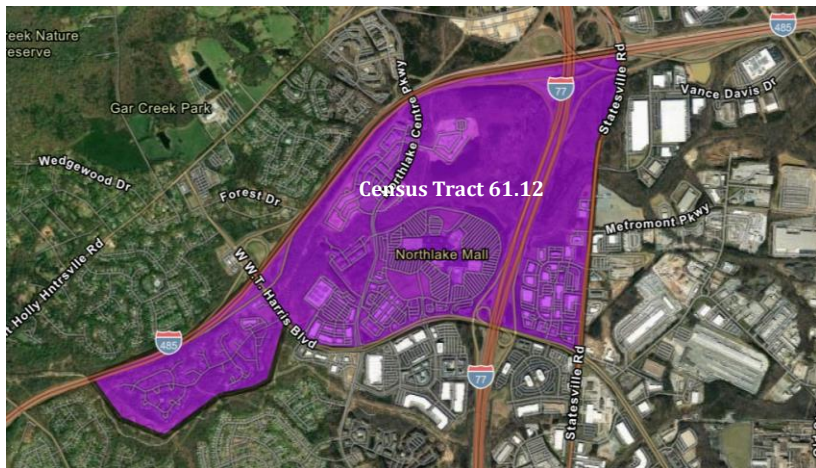 485
reek Nature
eserve
77
Statesville Rd
Vance Davis Dr
Northlake Centre Pkwy
Gar Creek Park
Wedgewood Dr
Forest Dr
Census Tract 61.12
Metromont Pkwy
t Holly Hntrsvlle Rd
W W.T. Harris Blvd
Northlake Mall
485
77
Statesville Rd